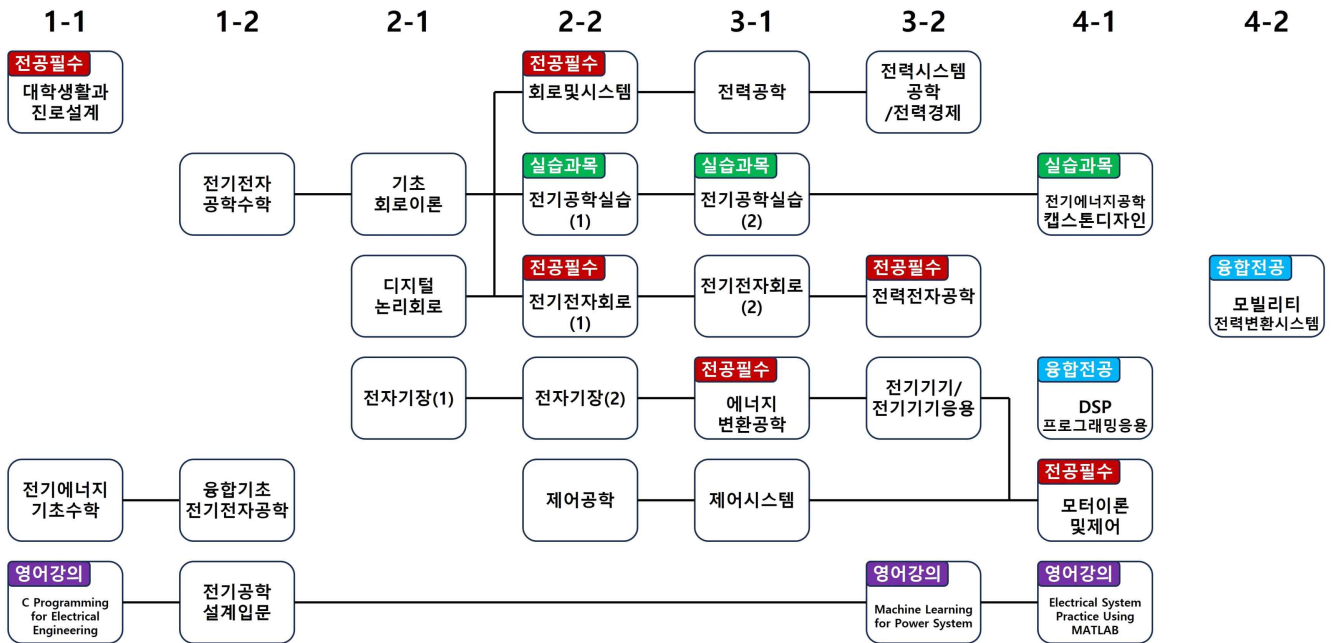 1-1
1-2
2-1
2-2
3-1
3-2
4-1
4-2
전공필수
대학생활과
진로설계
전공필수
회로및시스템
전력공학
전력시스템
공학
/전력경제
전기전자
공학수학
기초
회로이론
실습과목
전기공학실습
(1)
실습과목
전기공학실습
(2)
실습과목
전기에너지공학
캡스톤디자인
디지털
논리회로
전공필수
전기전자회로
(1)
전기전자회로
(2)
전공필수
전력전자공학
융합전공
모빌리티
전력변환시스템
전자기장(1)
전자기장(2)
전공필수
에너지
변환공학
전기기기/
전기기기응용
융합전공
DSP
프로그래밍응용
전기에너지
기초수학
융합기초
전기전자공학
제어공학
제어시스템
전공필수
모터이론
및제어
영어강의
C Programming
for Electrical
Engineering
전기공학
설계입문
영어강의
Machine Learning
for Power System
영어강의
Electrical System
Practice Using
MATLAB